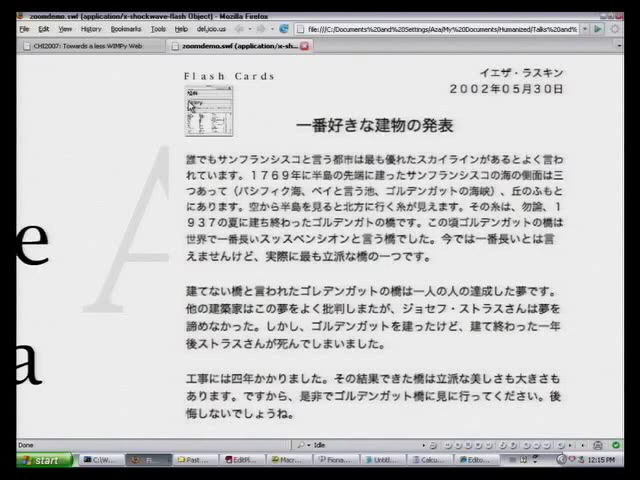 zoomdemo.swf (application/x-shockwave-flash Object) - Mozilla Firefox
File Edit View History Bookmarks Tools Help del.icio.us
file:///C:/Documents%20and%20Settings/Aza/My%20Documents/Humanized/Talks%20and%
CHI2007: Towards a less WIMPy Web
zoomdemo.swf (application/x-sh...
Flash Cards
イエザ・ラスキン
2002年05月30日
一番好きな建物の発表
誰でもサンフランシスコと言う都市は最も優れたスカイラインがあるとよく言わ
れています。1769年に半島の先端に建ったサンフランシスコの海の側面は三
つあって（パシフィク海、ベイと言う池、ゴルデンガットの海峡）、丘のふもと
にあります。空から半島を見ると北方に行く糸が見えます。その糸は、勿論、1
937の夏に建ち終わったゴルデンガトの橋です。この頃ゴルデンガットの橋は
世界で一番長いスッスペンシオンと言う橋でした。今では一番長いとは言
えませんけど、実際に最も立派な橋の一つです。
建てない橋と言われたゴレデンガットの橋は一人の人の達成した夢です。
他の建築家はこの夢をよく批判しまたが、ジョセフ・ストラスさんは夢を
諦めなかった。しかし、ゴルデンガットを建ったけど、建て終わった一年
後ストラスさんが死んでしまいました。
工事には四年かかりました。その結果できた橋は立派な美しさも大きさも
あります。ですから、是非でゴルデンガット橋に見に行ってください。後
悔しないでしょうね。
A
e
a
Done
Idle
start
C:\W...
Fl...
Past ...
EditPl...
Macr...
Fiona...
Untitl...
Calcu...
Edito...
12:15 PM